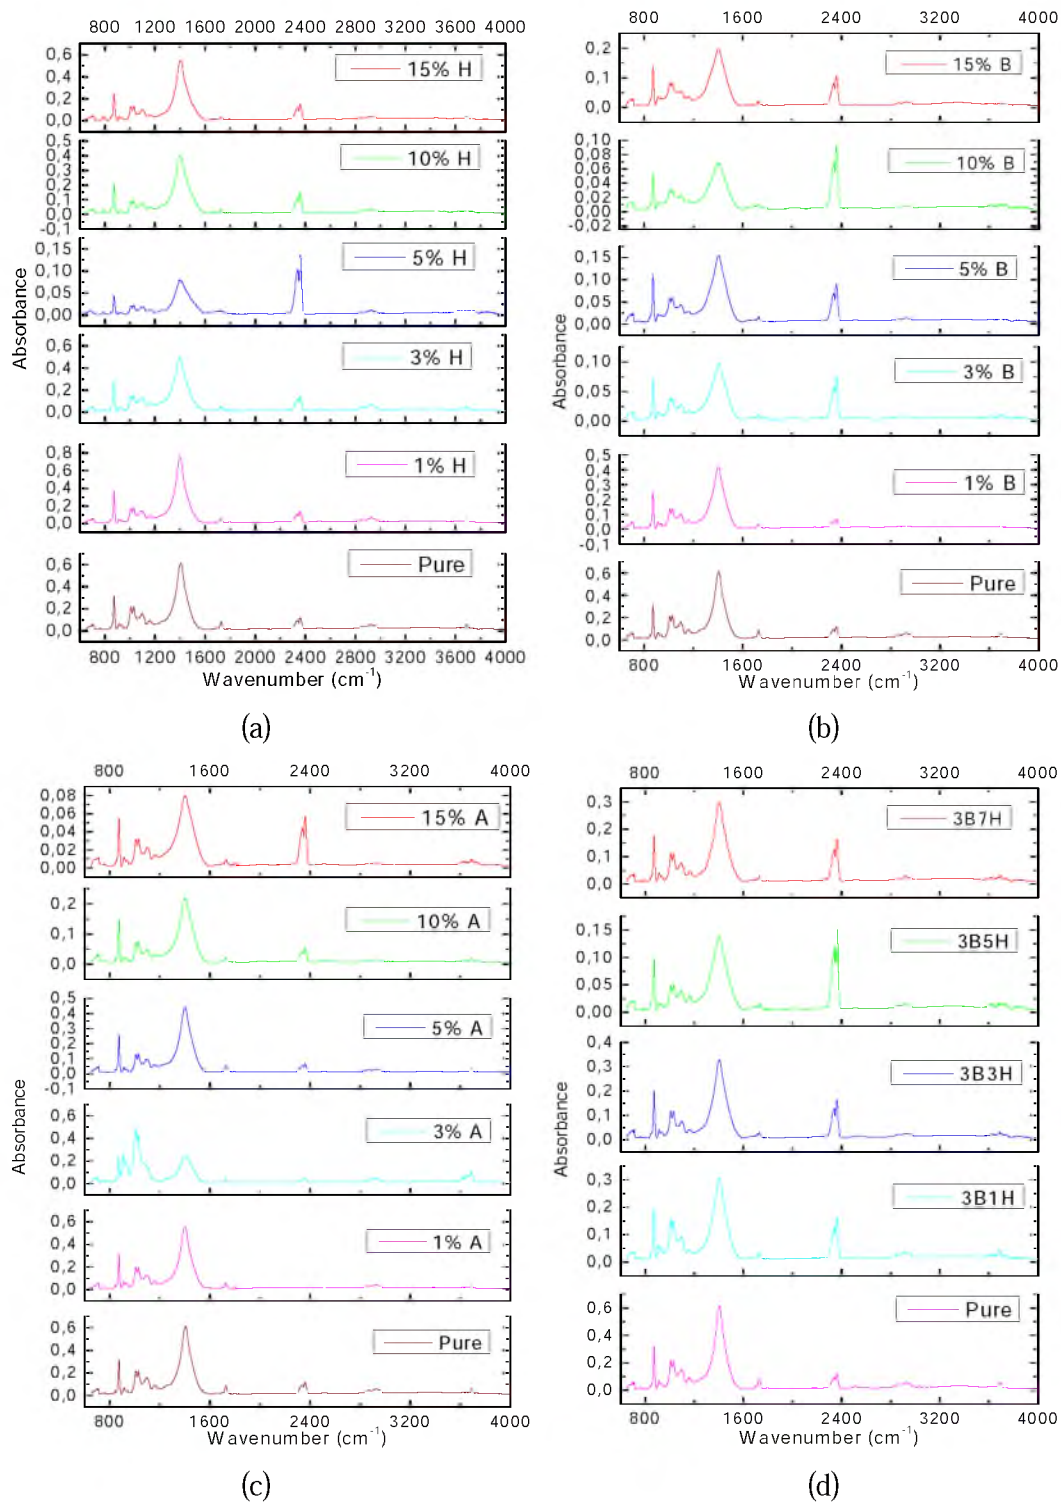 800 1200 1600 2000 2400 2800 3200 3600 4000
0,6
0,4
0,2
0,0
15% H
0,5
0,4
0,3
0,2
0,1
0,0
-0,1
10% H
0,15
0,10
0,05
0,00
5% H
0,6
0,4
0,2
0,0
3% H
0,8
0,6
0,4
0,2
0,0
1% H
0,6
0,4
0,2
0,0
Pure
800 1200 1600 2000 2400 2800 3200 3600 4000
Absorbance
Wavenumber (cm-1)
(a)
800 1600 2400 3200 4000
0,2
0,1
0,0
15% B
0,10
0,08
0,06
0,04
0,02
0,00
-0,02
10% B
0,15
0,10
0,05
0,00
5% B
0,10
0,05
0,00
3% B
0,5
0,4
0,3
0,2
0,1
0,0
-0,1
1% B
0,6
0,4
0,2
0,0
Pure
800 1600 2400 3200 4000
Absorbance
Wavenumber (cm-1)
(b)
800 1600 2400 3200 4000
0,08
0,06
0,04
0,02
0,00
15% A
0,2
0,1
0,0
10% A
0,5
0,4
0,3
0,2
0,1
0,0
-0,1
5% A
0,6
0,4
0,2
0,0
3% A
0,6
0,4
0,2
0,0
1% A
0,6
0,4
0,2
0,0
Pure
800 1600 2400 3200 4000
Absorbance
Wavenumber (cm-1)
(c)
800 1600 2400 3200 4000
0,3
0,2
0,1
0,0
3B7H
0,15
0,10
0,05
0,00
3B5H
0,4
0,3
0,2
0,1
0,0
3B3H
0,3
0,2
0,1
0,0
3B1H
0,6
0,4
0,2
0,0
Pure
800 1600 2400 3200 4000
Absorbance
Wavenumber (cm-1)
(d)